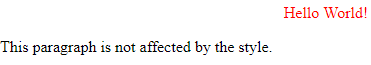 Hello World!
This paragraph is not affected by the style.